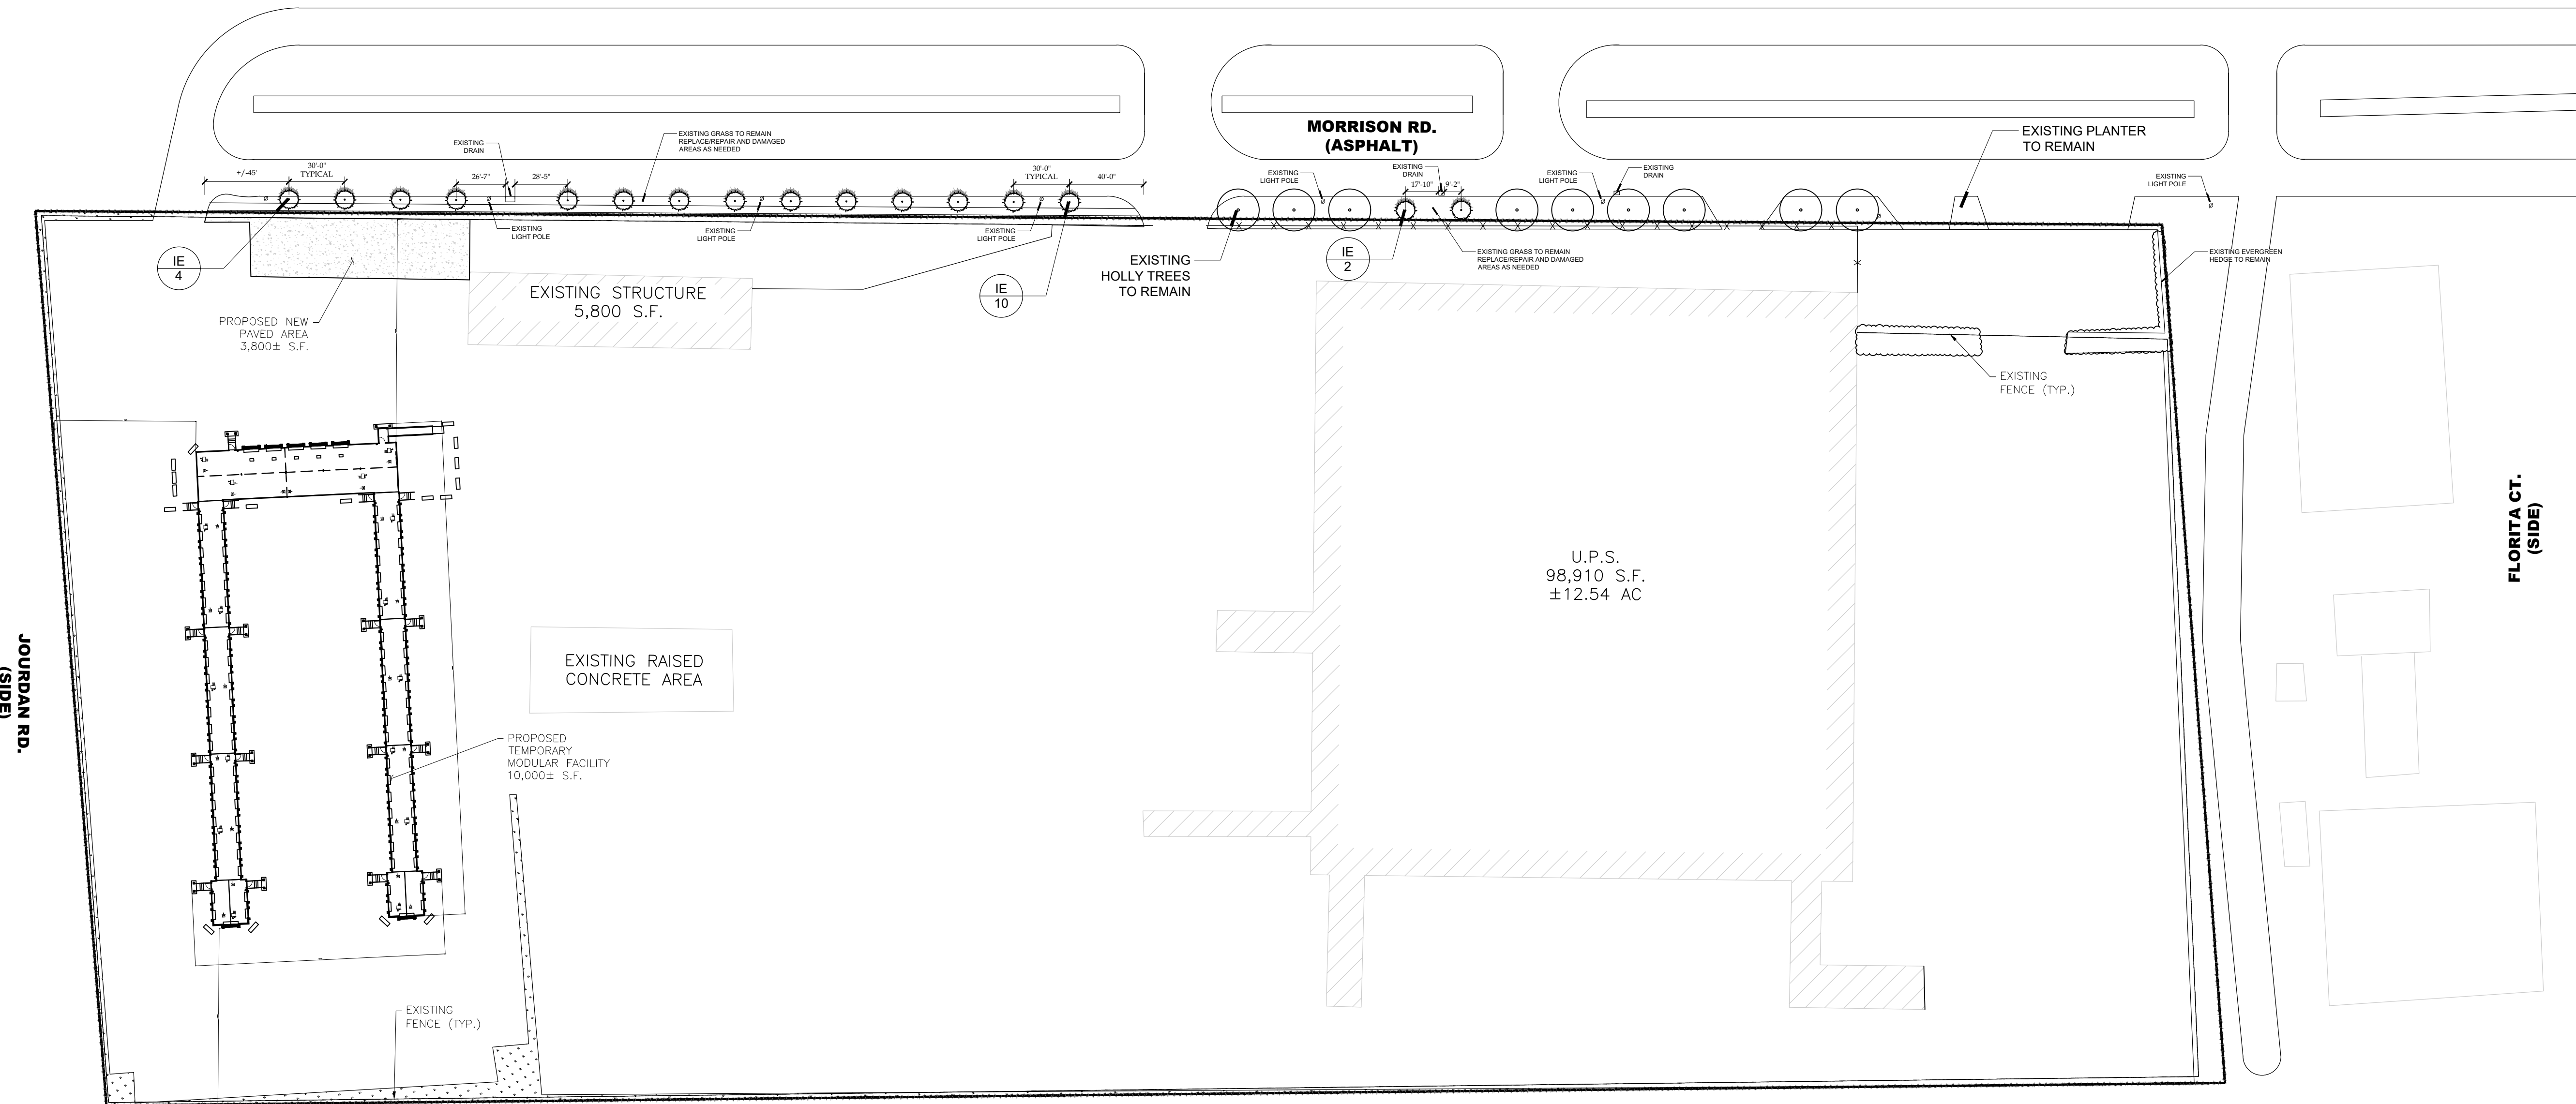 MORRISON RD.
(ASPHALT)
EXISTING PLANTER
TO REMAIN
EXISTING
DRAIN
EXISTING GRASS TO REMAIN
REPLACE/REPAIR AND DAMAGED
AREAS AS NEEDED
+/-45'
30'-0"
TYPICAL
26'-7"
28'-5"
30'-0"
TYPICAL
40'-0"
EXISTING
LIGHT POLE
EXISTING
DRAIN
17'-10"
9'-2"
EXISTING
LIGHT POLE
EXISTING
DRAIN
EXISTING
LIGHT POLE
EXISTING
LIGHT POLE
EXISTING
LIGHT POLE
EXISTING
LIGHT POLE
IE
4
IE
10
EXISTING
HOLLY TREES
TO REMAIN
IE
2
EXISTING GRASS TO REMAIN
REPLACE/REPAIR AND DAMAGED
AREAS AS NEEDED
EXISTING EVERGREEN
HEDGE TO REMAIN
EXISTING STRUCTURE
5,800 S.F.
PROPOSED NEW
PAVED AREA
3,800± S.F.
EXISTING
FENCE (TYP.)
U.P.S.
98,910 S.F.
±12.54 AC
FLORITA CT.
(SIDE)
JOURDAN RD.
(SIDE)
EXISTING RAISED
CONCRETE AREA
PROPOSED
TEMPORARY
MODULAR FACILITY
10,000± S.F.
EXISTING
FENCE (TYP.)